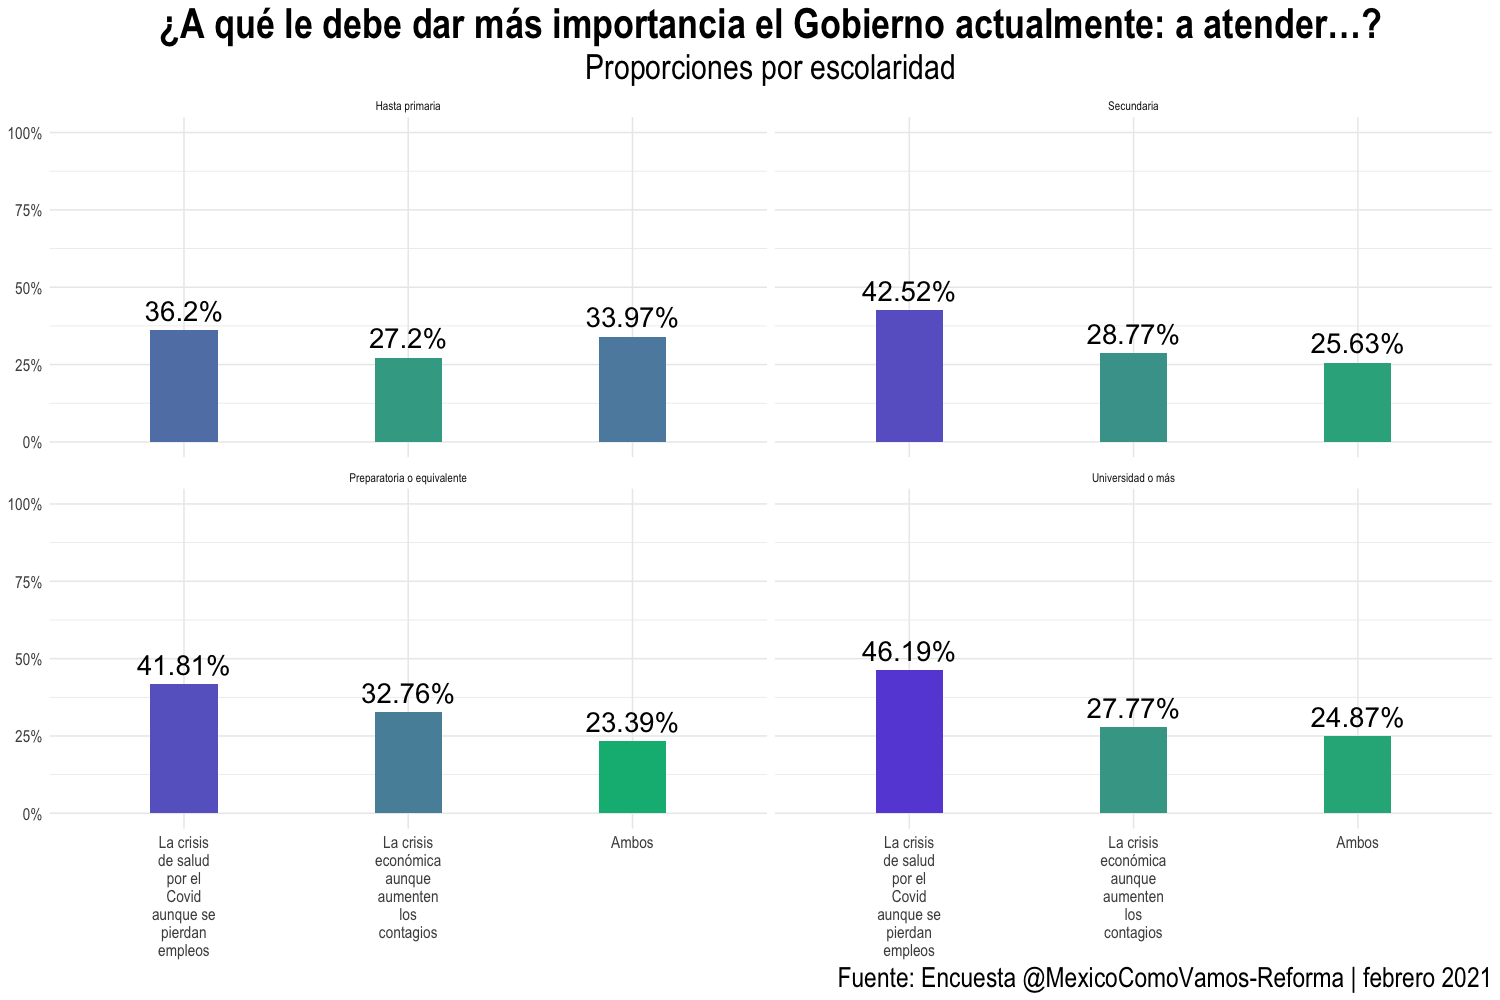 ¿A qué le debe dar más importancia el Gobierno actualmente: a atender…?
Proporciones por escolaridad
Hasta primaria
Secundaria
100%
75%
50%
25%
0%
36.2%
27.2%
33.97%
42.52%
28.77%
25.63%
Preparatoria o equivalente
Universidad o más
100%
75%
50%
25%
0%
41.81%
32.76%
23.39%
46.19%
27.77%
24.87%
La crisis
de salud
por el
Covid
aunque se
pierdan
empleos
La crisis
económica
aunque
aumenten
los
contagios
Ambos
La crisis
de salud
por el
Covid
aunque se
pierdan
empleos
La crisis
económica
aunque
aumenten
los
contagios
Ambos
Fuente: Encuesta @MexicoComoVamos-Reforma | febrero 2021